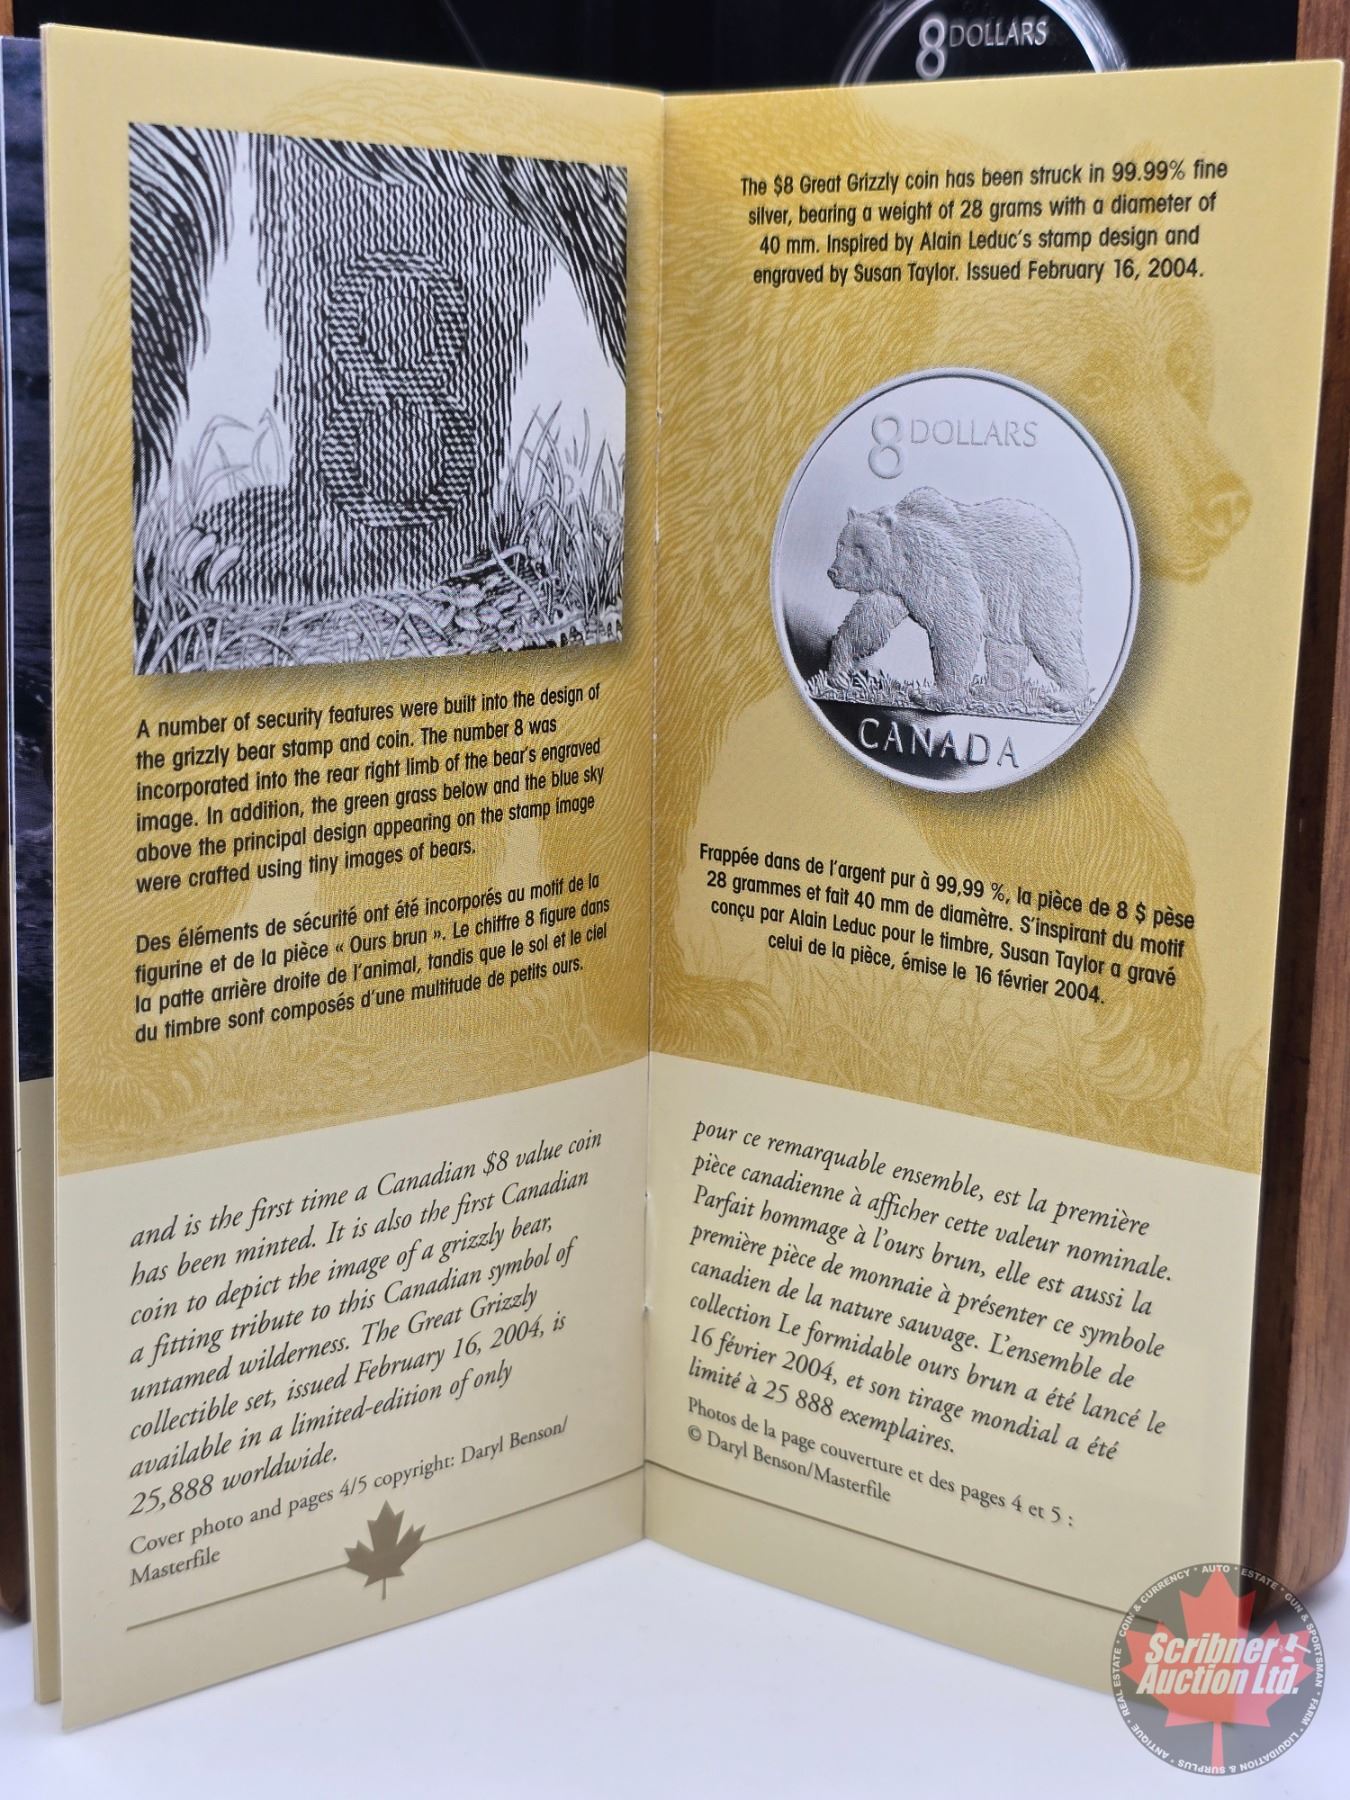 8 DOLLARS
A number of security features were built into the design of
the grizzly bear stamp and coin. The number 8 was
incorporated into the rear right limb of the bear's engraved
image. In addition, the green grass below and the blue sky
above the principal design appearing on the stamp image
were crafted using tiny images of bears.
Des éléments de sécurité ont été incorporés au motif de la
figurine et de la pièce « Ours brun ». Le chiffre 8 figure dans
la patte arrière droite de l'animal, tandis que le sol et le ciel
du timbre sont composés d'une multitude de petits ours.
and is the first time a Canadian $8 value coin
has been minted. It is also the first Canadian
coin to depict the image of a grizzly bear,
a fitting tribute to this Canadian symbol of
untamed wilderness. The Great Grizzly
collectible set, issued February 16, 2004, is
available in a limited-edition of only
25,888 worldwide.
Cover photo and pages 4/5 copyright: Daryl Benson/
Masterfile
The $8 Great Grizzly coin has been struck in 99.99% fine
silver, bearing a weight of 28 grams with a diameter of
40 mm. Inspired by Alain Leduc's stamp design and
engraved by Susan Taylor. Issued February 16, 2004.
8 DOLLARS
8
CANADA
Frappée dans de l'argent pur à 99,99 %, la pièce de 8 $ pèse
28 grammes et fait 40 mm de diamètre. S'inspirant du motif
conçu par Alain Leduc pour le timbre, Susan Taylor a gravé
celui de la pièce, émise le 16 février 2004.
pour ce remarquable ensemble, est la première
pièce canadienne à afficher cette valeur nominale.
Parfait hommage à l'ours brun, elle est aussi la
première pièce de monnaie à présenter ce symbole
canadien de la nature sauvage. L'ensemble de
collection Le formidable ours brun a été lancé le
16 février 2004, et son tirage mondial a été
limité à 25 888 exemplaires.
Photos de la page couverture et des pages 4 et 5 :
© Daryl Benson/Masterfile
8
Scribner
Auction Ltd.
COIN & CURRENCY · AUTO · ESTATE · GUN & SPORTSMAN · FARM · LIQUIDATION & SURPLUS · ANTIQUE · REAL ESTATE ·